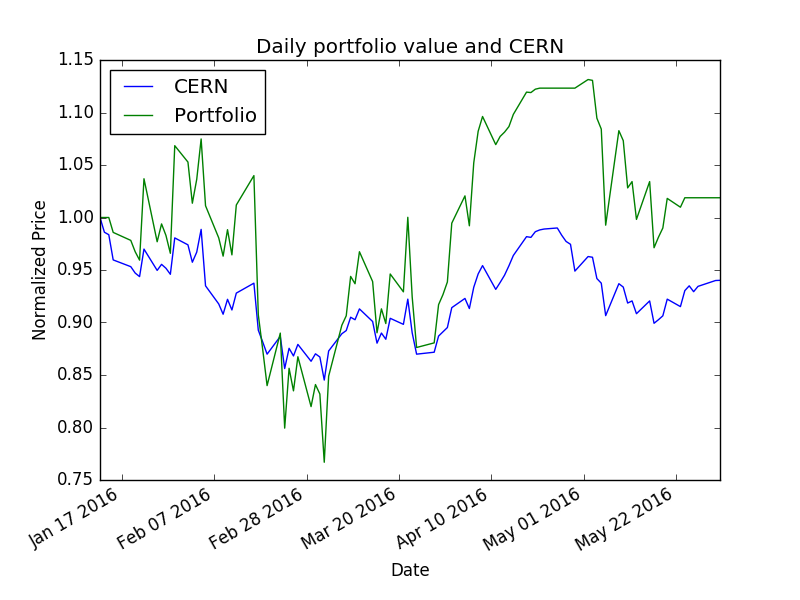 Daily portfolio value and CERN
CERN
Portfolio
1.15
1.10
1.05
1.00
0.95
0.90
0.85
0.80
0.75
Normalized Price
Jan 17 2016
Feb 07 2016
Feb 28 2016
Mar 20 2016
Apr 10 2016
May 01 2016
May 22 2016
Date